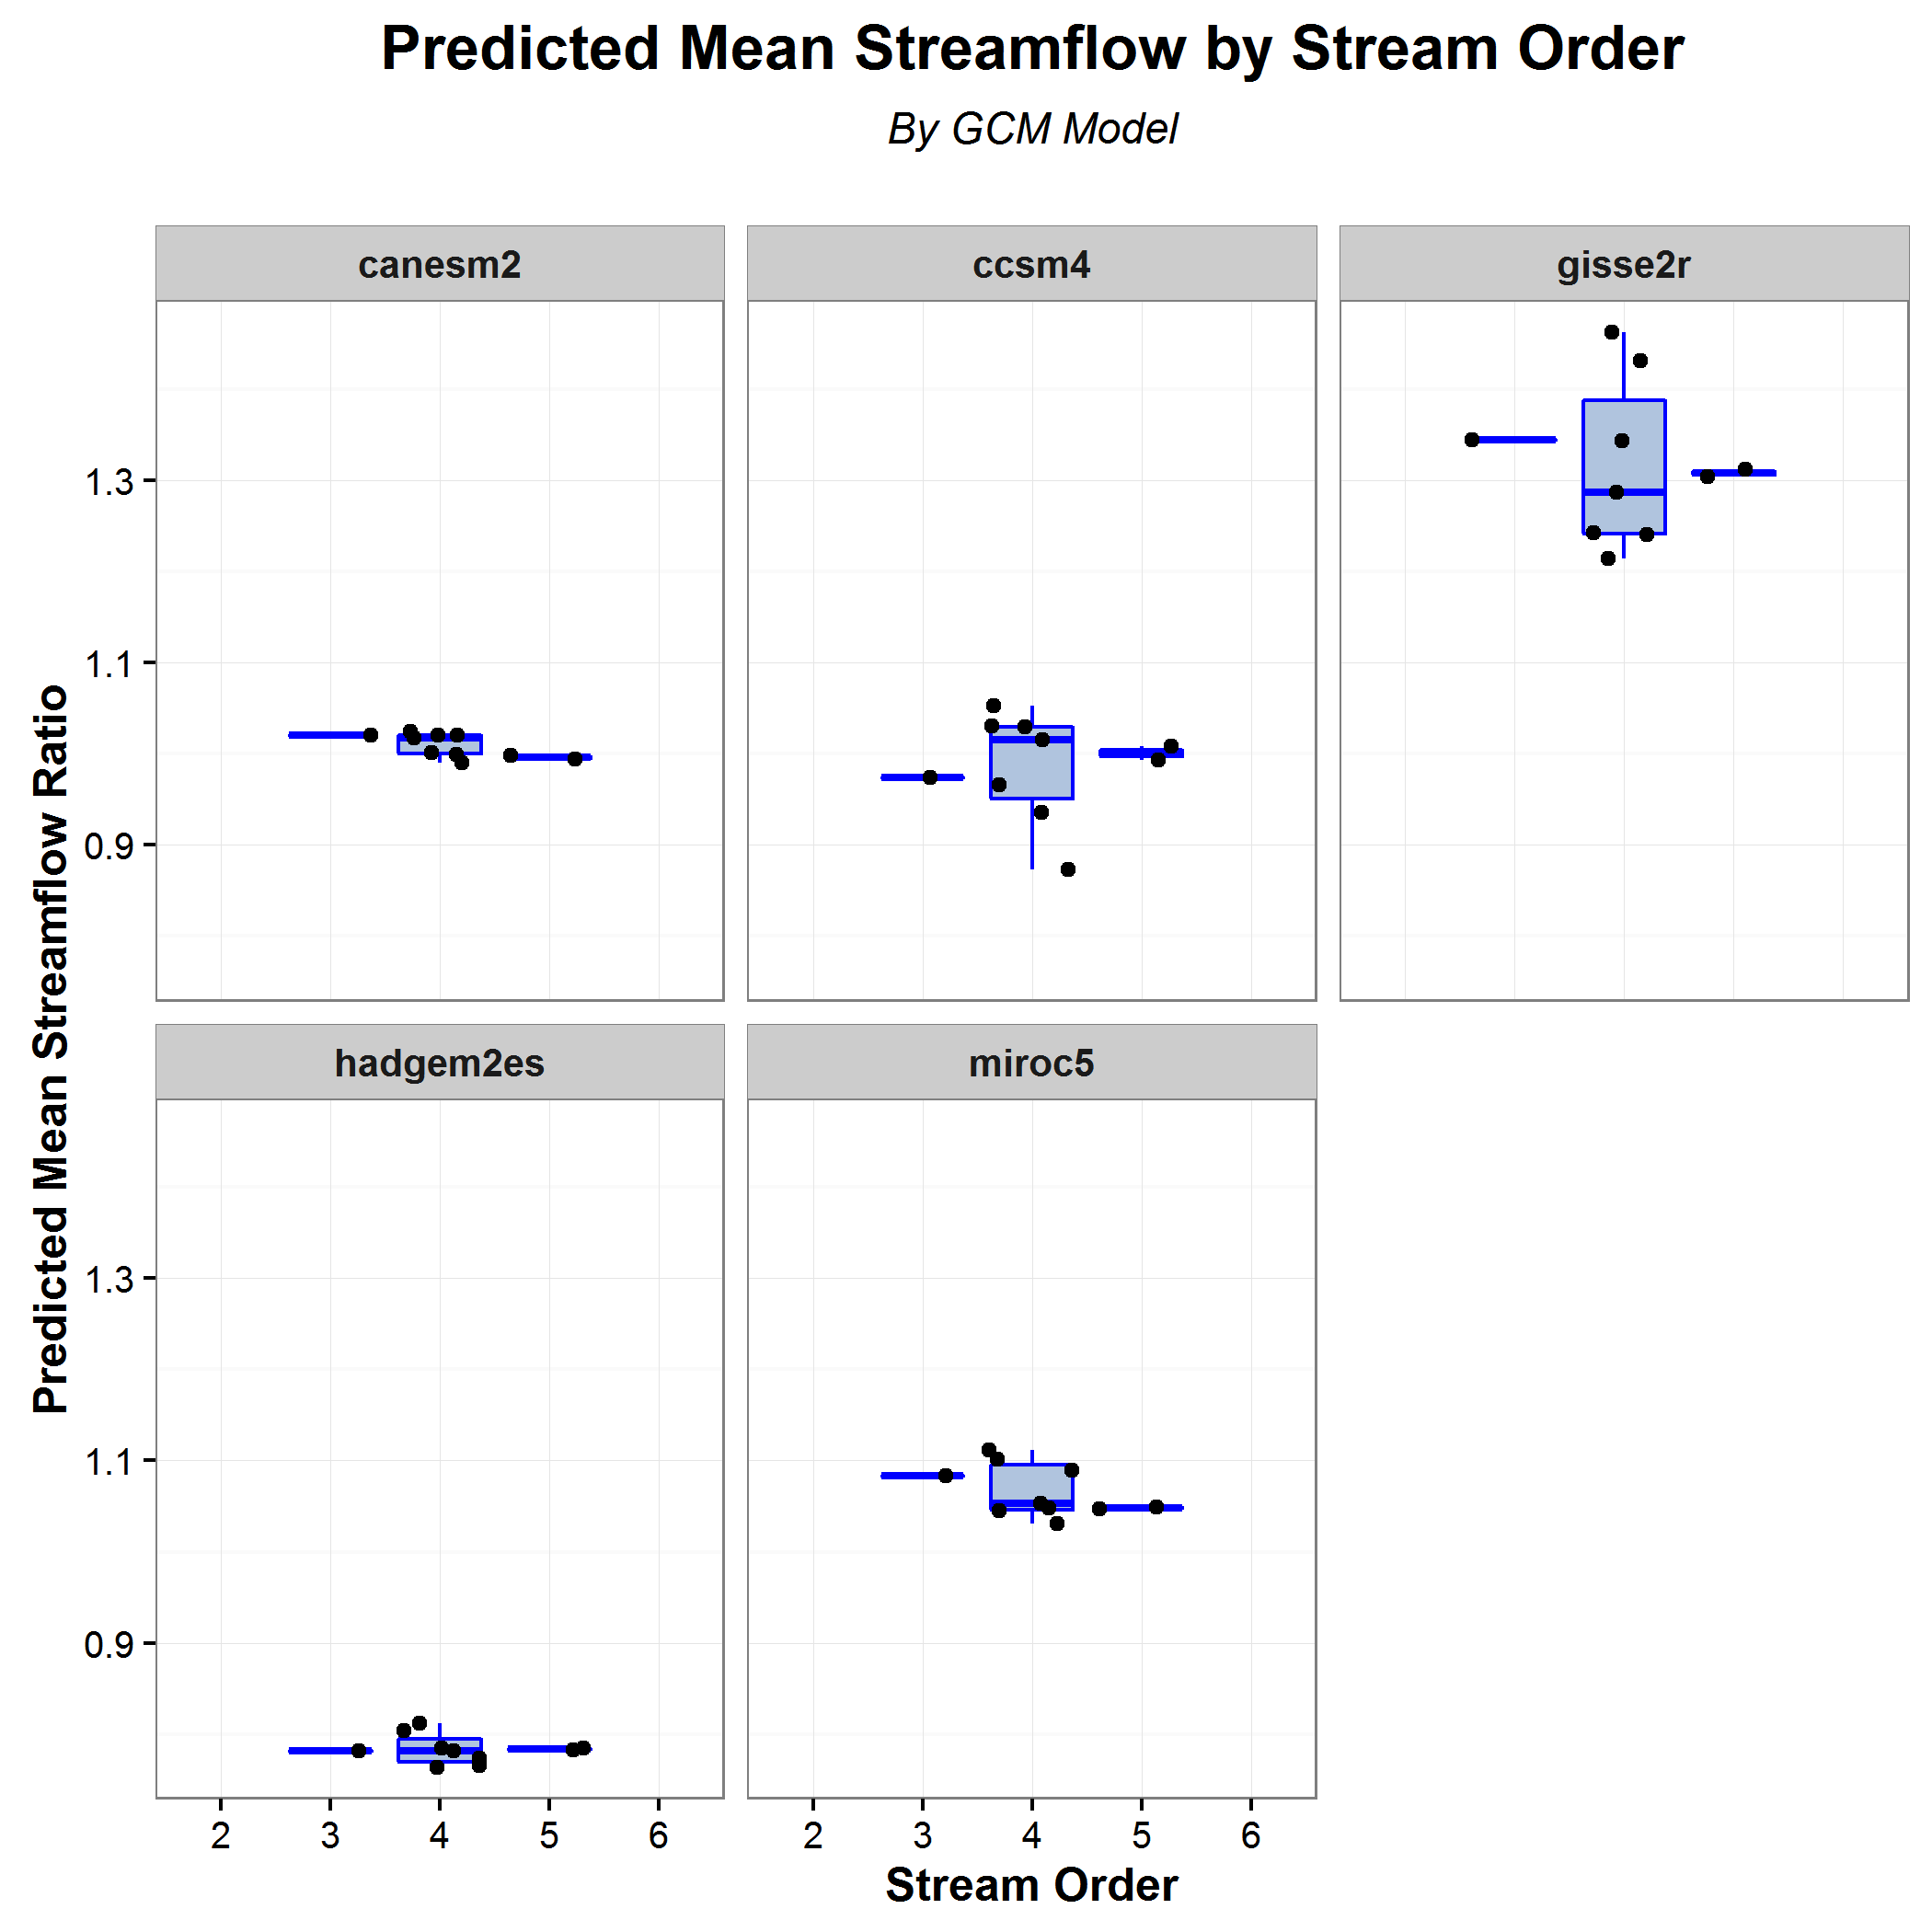 Predicted Mean Streamflow by Stream Order
By GCM Model
canesm2
ccsm4
gisse2r
1.3
1.1
0.9
Predicted Mean Streamflow Ratio
hadgem2es
miroc5
1.3
1.1
0.9
2 3 4 5 6
2 3 4 5 6
Stream Order